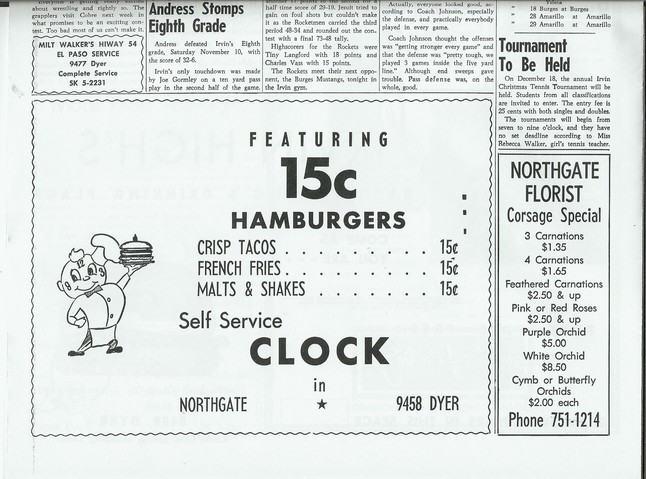 about wrestling and rightly so. The
grapplers visit Cobre next week in
what promises to be an exciting con-
test. Too bad most of us can't make it.
MILT WALKER'S HIWAY 54
EL PASO SERVICE
9477 Dyer
Complete Service
SK 5-2231
Andress Stomps
Eighth Grade
Andress defeated Irvin's Eighth
grade, Saturday November 10, with
the score of 32-6.
Irvin's only touchdown was made
by Joe Gormley on a ten yard pass
play in the second half of the game.
half time score of 29-19. Jesuit tried to
gain on foul shots but couldn't make
it as the Rocketmen carried the third
period 48-34 and rounded out the con-
test with a final 73-48 tally.
Highscorers for the Rockets were
Tiny Langford with 18 points and
Charles Vass with 15 points.
The Rockets meet their next oppon-
ent, the Burges Mustangs, tonight in
the Irvin gym.
Actually, everyone looked good, ac-
cording to Coach Johnson, especially
the defense, and practically everybody
played in every game.
Coach Johnson thought the offenses
was "getting stronger every game" and
that the defense was "pretty tough, we
played 3 games inside the five yard
line." Although end sweeps gave
trouble. Pass defense was, on the
whole, good.
Ysleta
" 18 Burges at Burges
" 28 Amarillo at Amarillo
" 29 Amarillo at Amarillo
Tournament
To Be Held
On December 18, the annual Irvin
Christmas Tennis Tournament will be
held. Students from all classifications
are invited to enter. The entry fee is
25 cents with both singles and doubles.
The tournaments will begin from
seven to nine o'clock, and they have
no set deadline according to Miss
Rebecca Walker, girl's tennis teacher.
FEATURING
15c
HAMBURGERS
CRISP TACOS . . . . . . . . . . 15¢
FRENCH FRIES . . . . . . . . . . 15¢
MALTS & SHAKES . . . . . . . . 15¢
Self Service
CLOCK
in
NORTHGATE ★ 9458 DYER
NORTHGATE
FLORIST
Corsage Special
3 Carnations
$1.35
4 Carnations
$1.65
Feathered Carnations
$2.50 & up
Pink or Red Roses
$2.50 & up
Purple Orchid
$5.00
White Orchid
$8.50
Cymb or Butterfly
Orchids
$2.00 each
Phone 751-1214